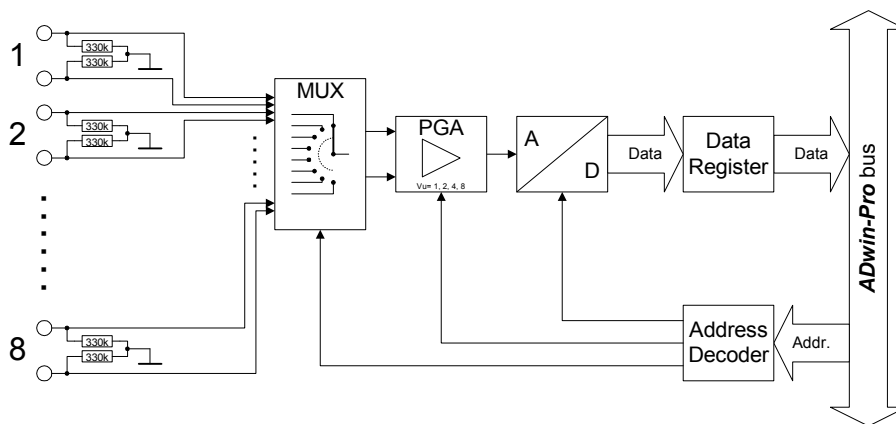 1
330k
330k
2
330k
330k
8
330k
330k
MUX
PGA
Vu= 1, 2, 4, 8
A
D
Data
Data
Register
Data
Address
Decoder
Addr.
ADwin-Pro bus